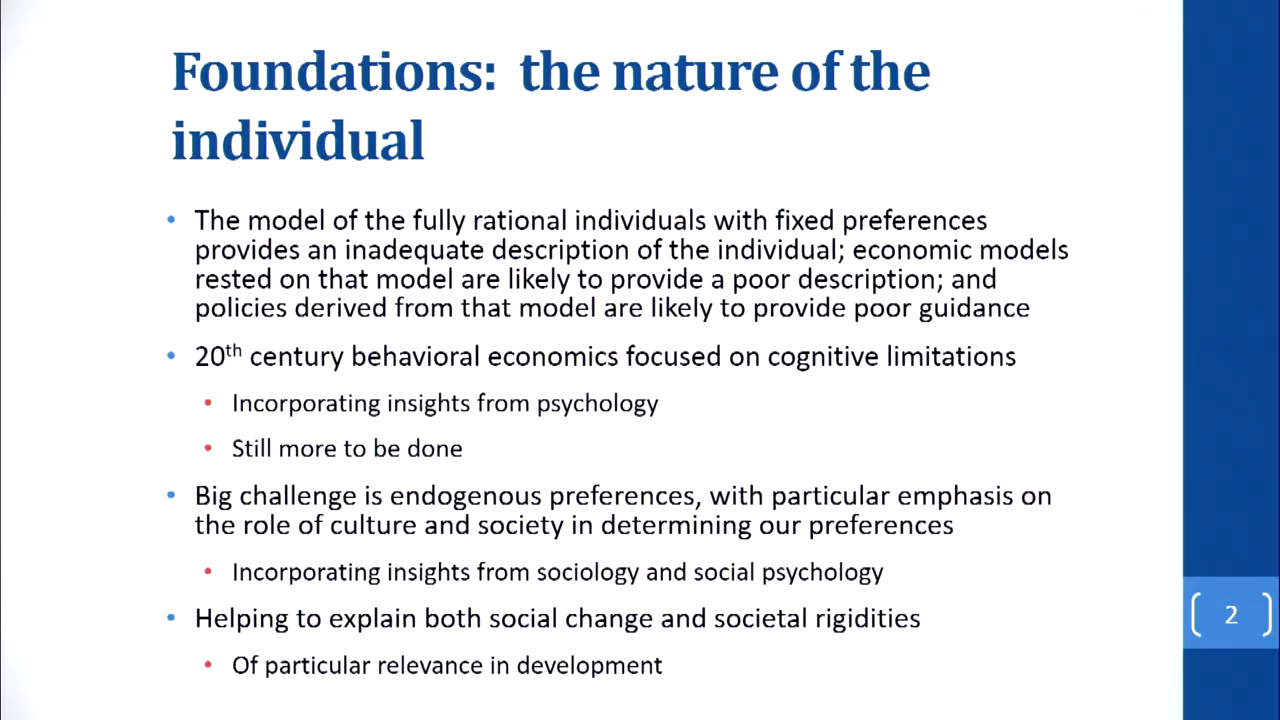 Foundations: the nature of the
individual
• The model of the fully rational individuals with fixed preferences
provides an inadequate description of the individual; economic models
rested on that model are likely to provide a poor description; and
policies derived from that model are likely to provide poor guidance
• 20th century behavioral economics focused on cognitive limitations
• Incorporating insights from psychology
• Still more to be done
• Big challenge is endogenous preferences, with particular emphasis on
the role of culture and society in determining our preferences
• Incorporating insights from sociology and social psychology
• Helping to explain both social change and societal rigidities
• Of particular relevance in development
2